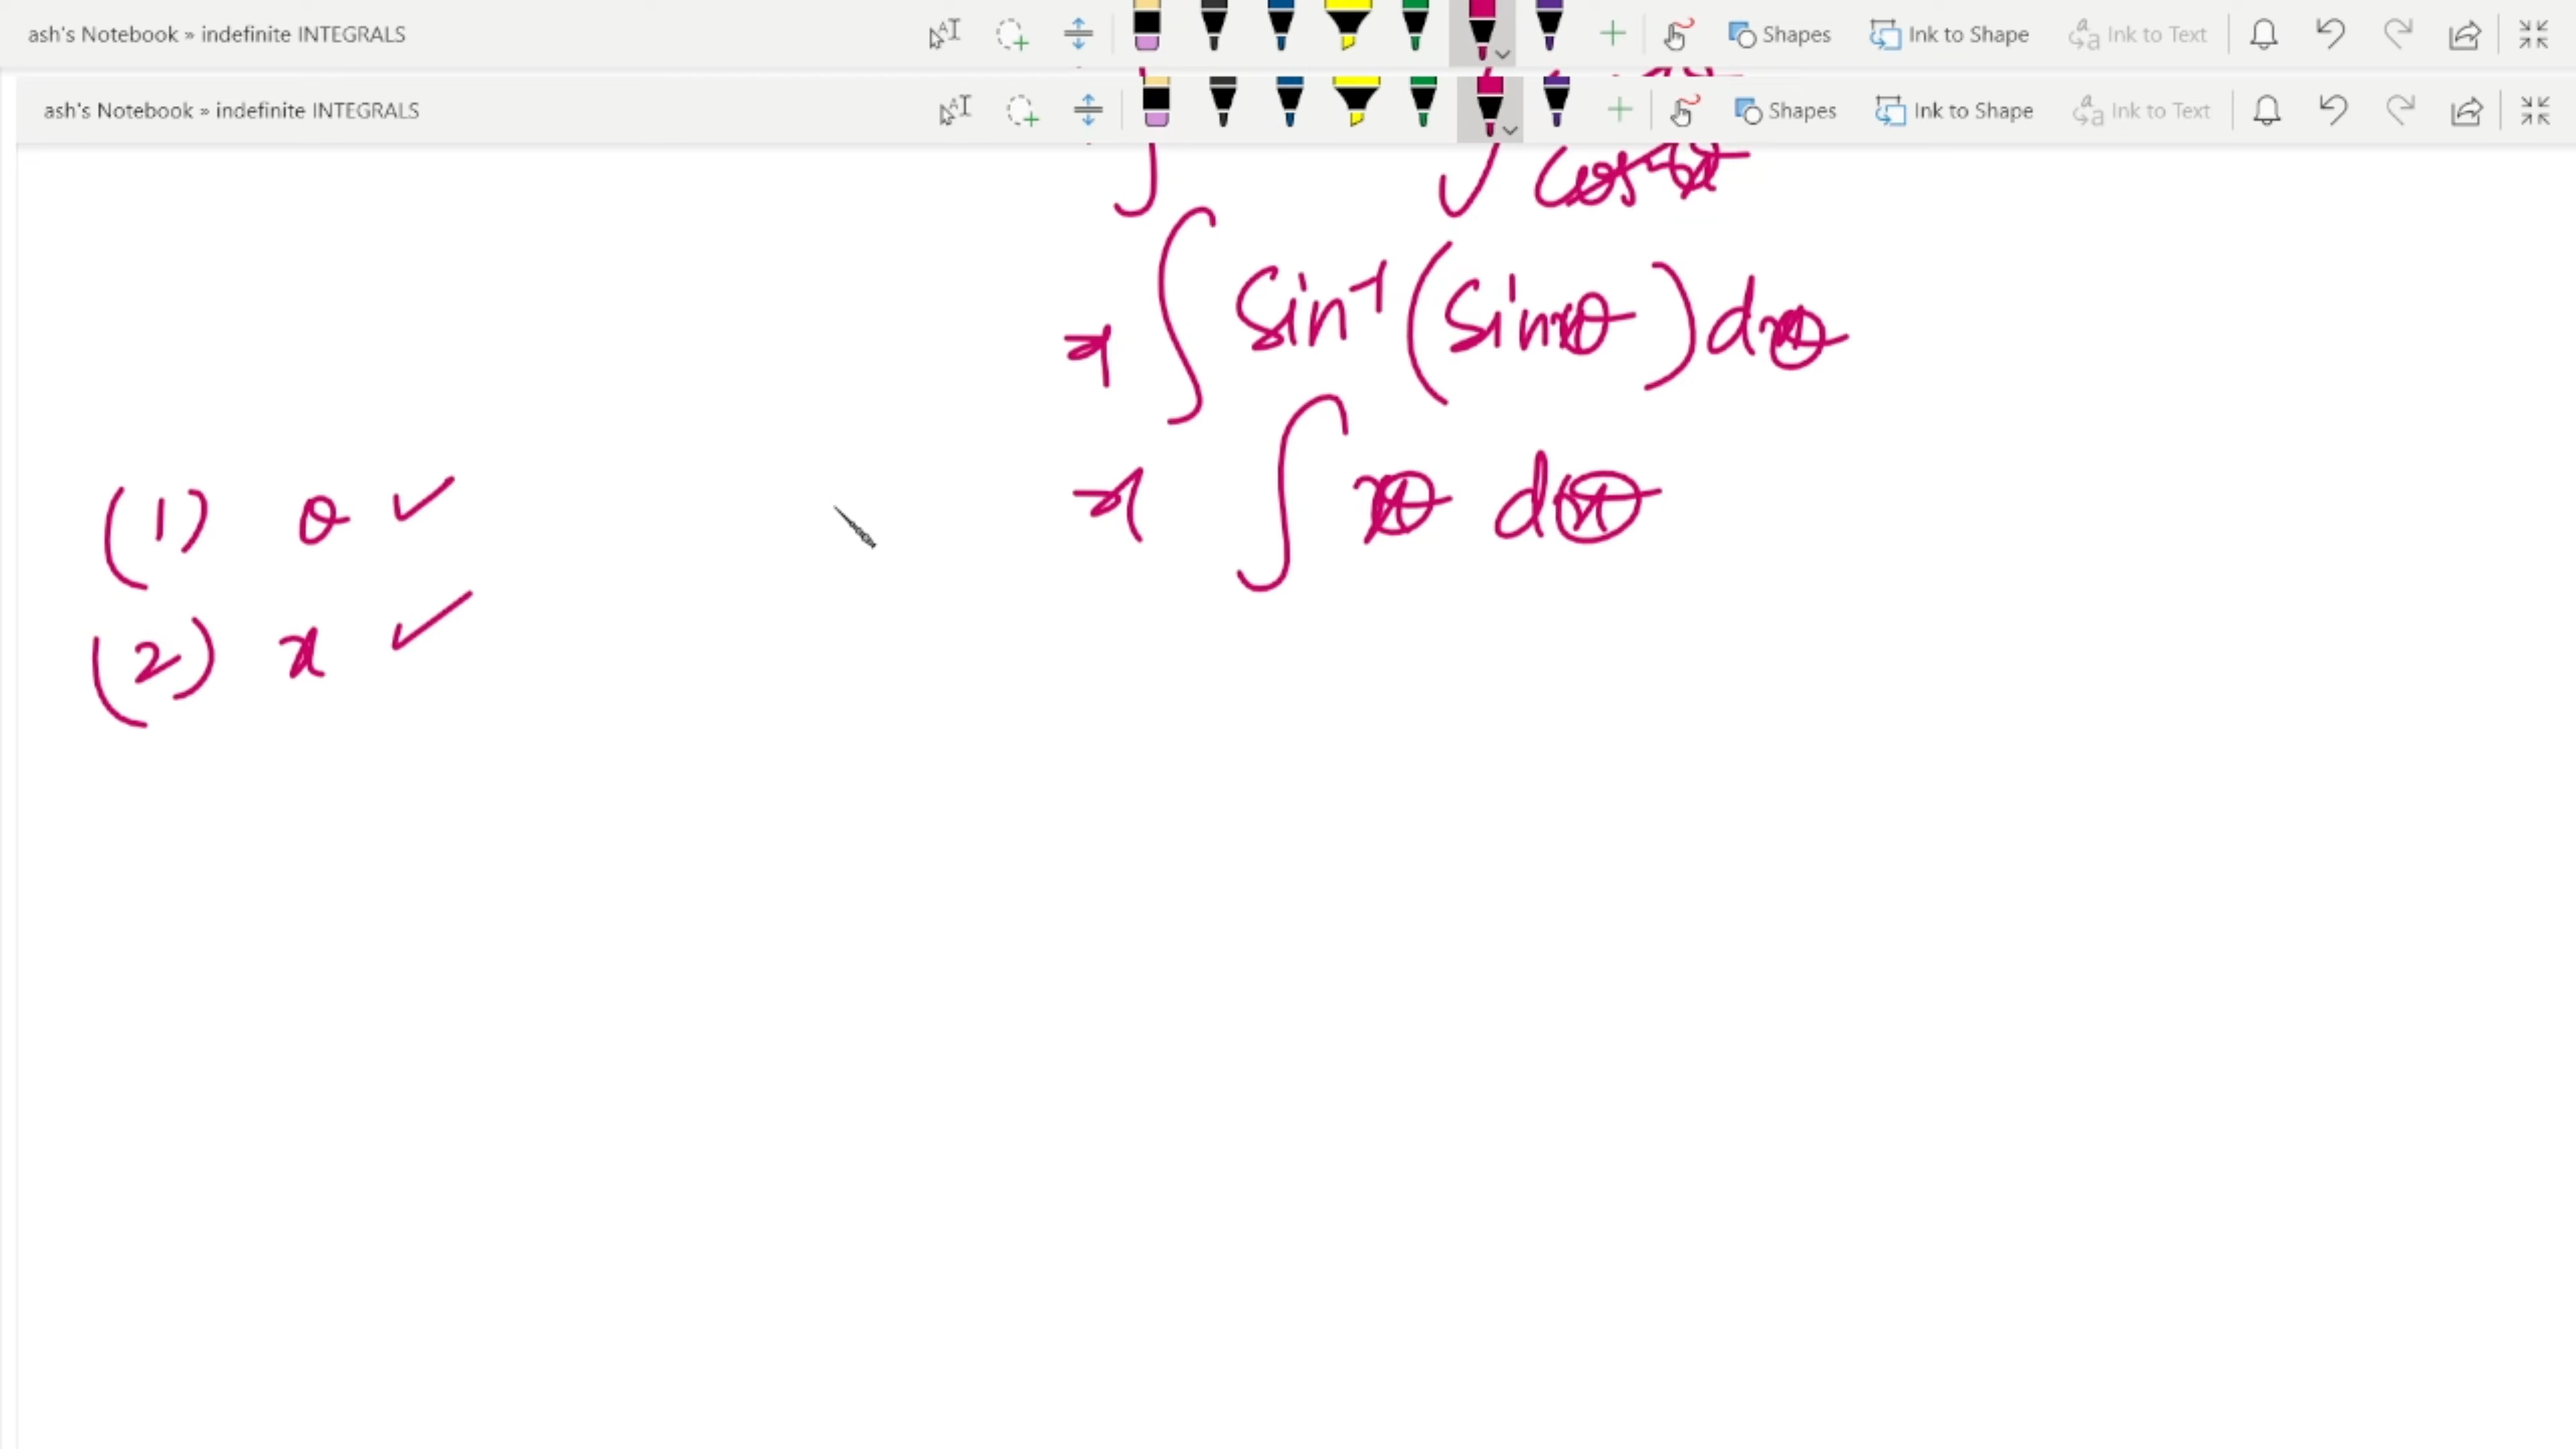 ash's Notebook » indefinite INTEGRALS Shapes Ink to Shape Ink to Text
ash's Notebook » indefinite INTEGRALS Shapes Ink to Shape Ink to Text
∫ √
∫ sin⁻¹(sin θ) dθ
∫ θ dθ
(1) θ ✓
(2) x ✓